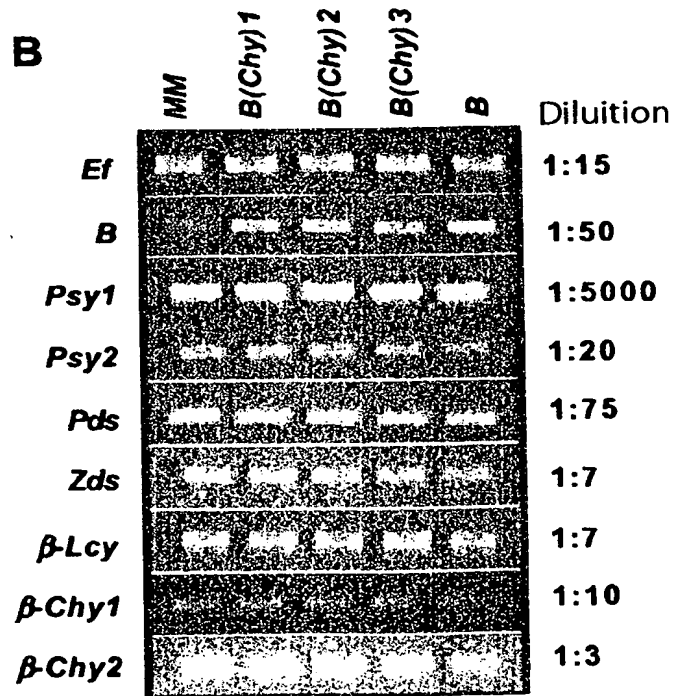 B
MM B(Chy)1 B(Chy)2 B(Chy)3 B Diluition
Ef 1:15
B 1:50
Psy1 1:5000
Psy2 1:20
Pds 1:75
Zds 1:7
β-Lcy 1:7
β-Chy1 1:10
β-Chy2 1:3